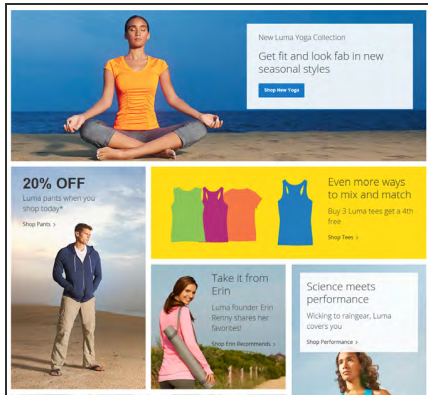 New Luma Yoga Collection
Get fit and look fab in new
seasonal styles
Shop New Yoga
20% OFF
Luma pants when you
shop today*
Shop Pants >
Even more ways
to mix and match
Buy 3 Luma tees get a 4th
free
Shop Tees >
Take it from
Erin
Luma founder Erin
Renny shares her
favorites!
Shop Erin Recommends >
Science meets
performance
Wicking to raingear, Luma
covers you
Shop Performance >